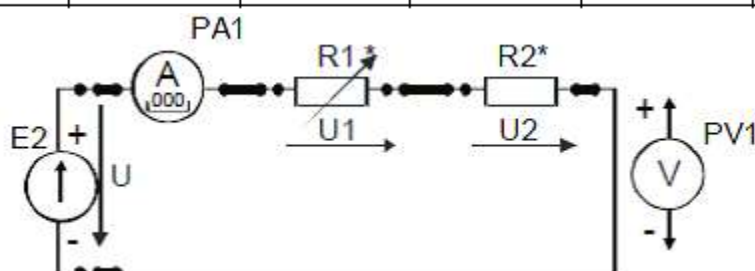 PA1
R1* R2*
A
000
U1 U2
E2 + U
-
+ PV1
V
-